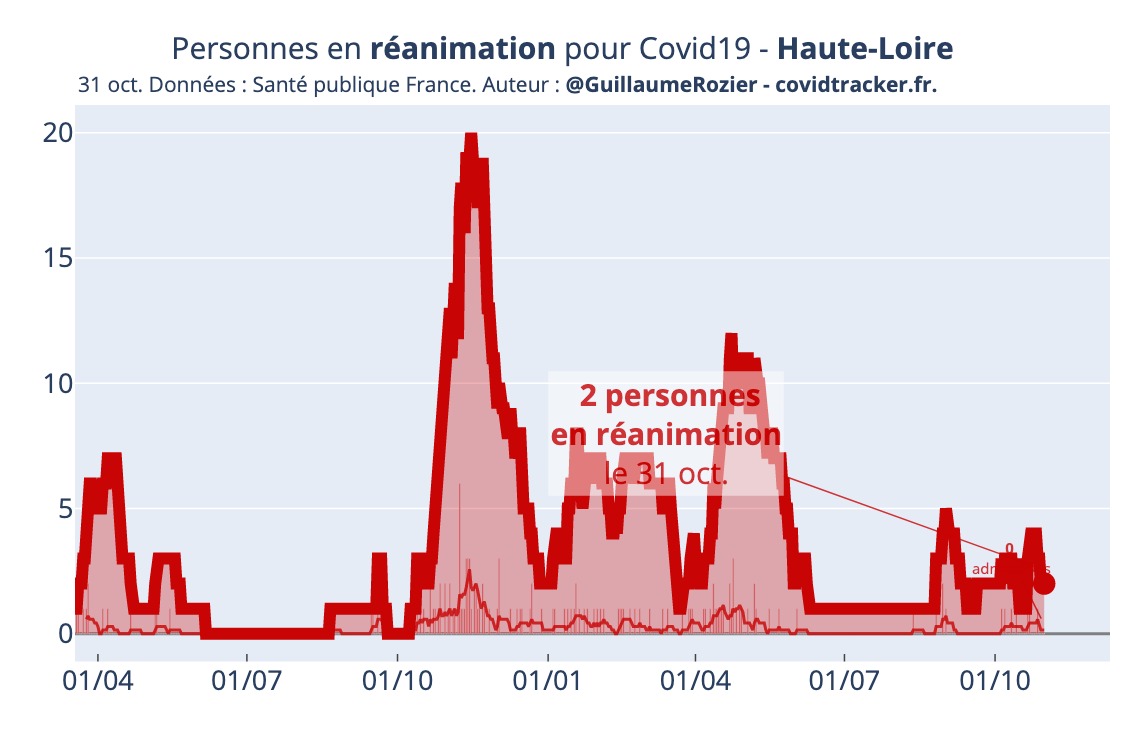 Personnes en réanimation pour Covid19 - Haute-Loire
31 oct. Données : Santé publique France. Auteur : @GuillaumeRozier - covidtracker.fr.
20
15
10
5
0
2 personnes
en réanimation
le 31 oct.
0
01/04 01/07 01/10 01/01 01/04 01/07 01/10